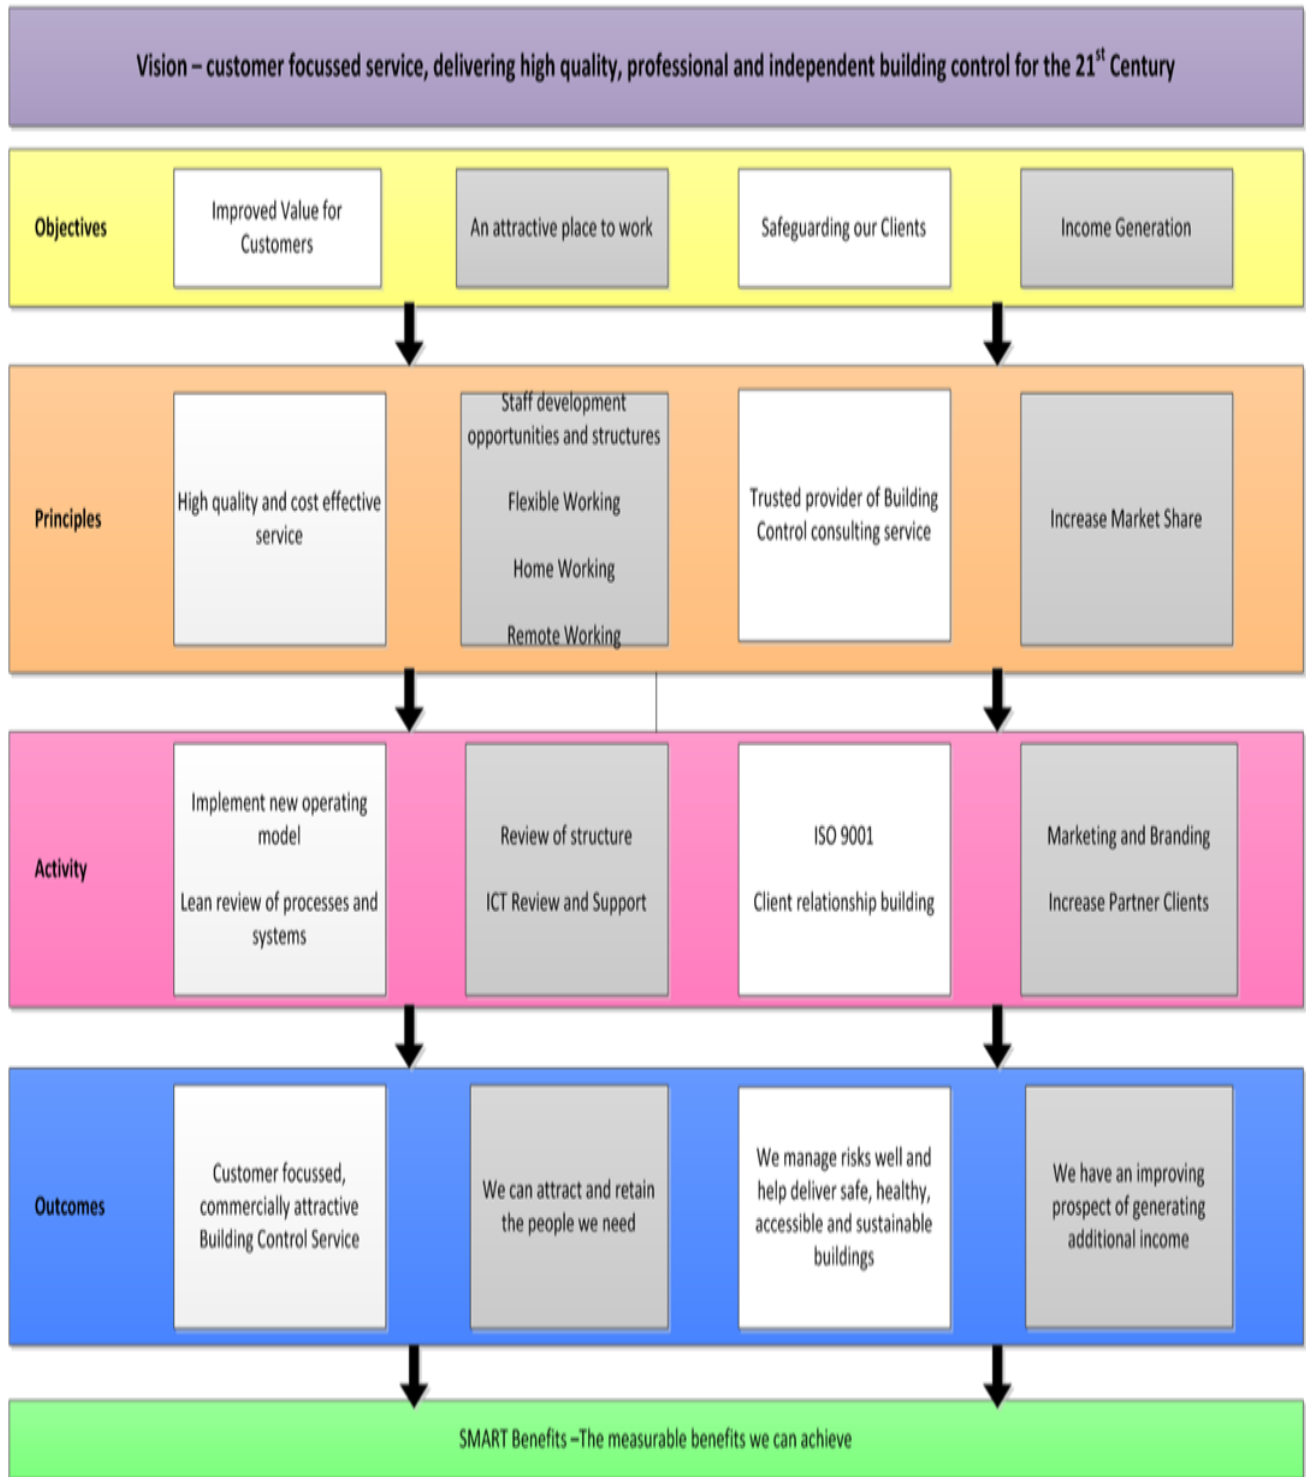 Vision – customer focussed service, delivering high quality, professional and independent building control for the 21st Century
Objectives
Improved Value for
Customers
An attractive place to work
Safeguarding our Clients
Income Generation
Principles
High quality and cost effective
service
Staff development
opportunities and structures
Flexible Working
Home Working
Remote Working
Trusted provider of Building
Control consulting service
Increase Market Share
Activity
Implement new operating
model
Lean review of processes and
systems
Review of structure
ICT Review and Support
ISO 9001
Client relationship building
Marketing and Branding
Increase Partner Clients
Outcomes
Customer focussed,
commercially attractive
Building Control Service
We can attract and retain
the people we need
We manage risks well and
help deliver safe, healthy,
accessible and sustainable
buildings
We have an improving
prospect of generating
additional income
SMART Benefits –The measurable benefits we can achieve